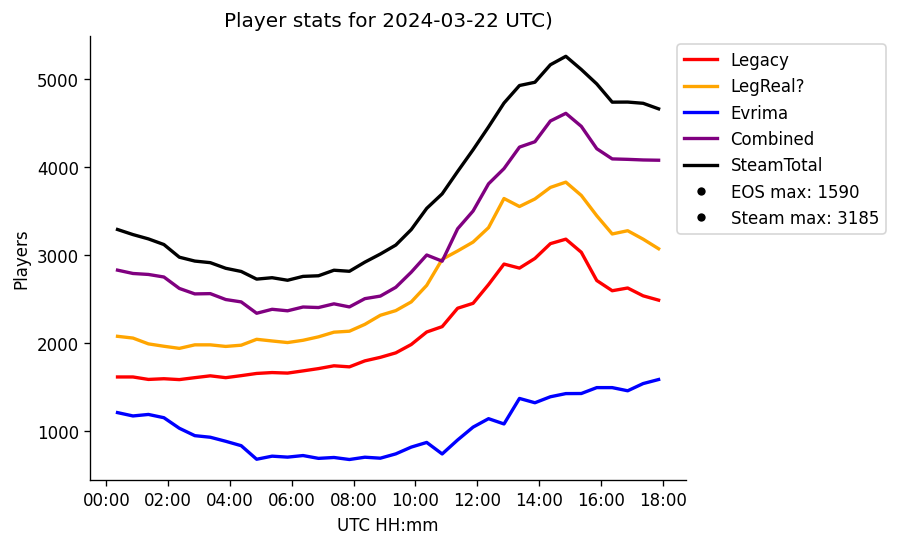 Player stats for 2024-03-22 UTC)
Players
5000
4000
3000
2000
1000
00:00 02:00 04:00 06:00 08:00 10:00 12:00 14:00 16:00 18:00
UTC HH:mm
Legacy
LegReal?
Evrima
Combined
SteamTotal
EOS max: 1590
Steam max: 3185